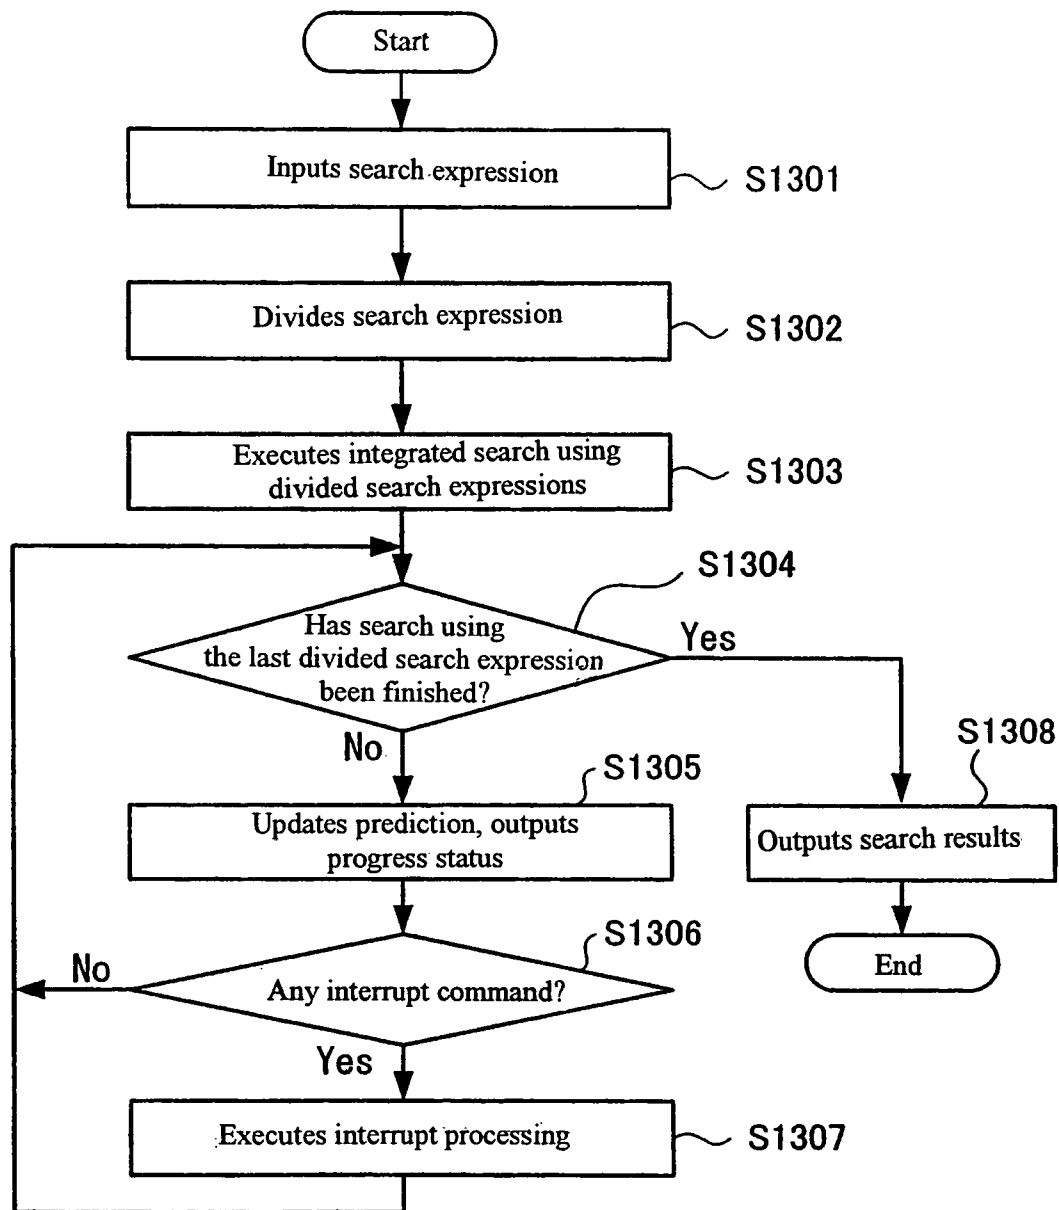 Start
Inputs search expression
S1301
Divides search expression
S1302
Executes integrated search using
divided search expressions
S1303
S1304
Has search using
the last divided search expression
been finished?
Yes
No
S1308
S1305
Updates prediction, outputs
progress status
Outputs search results
S1306
No
Any interrupt command?
End
Yes
Executes interrupt processing
S1307